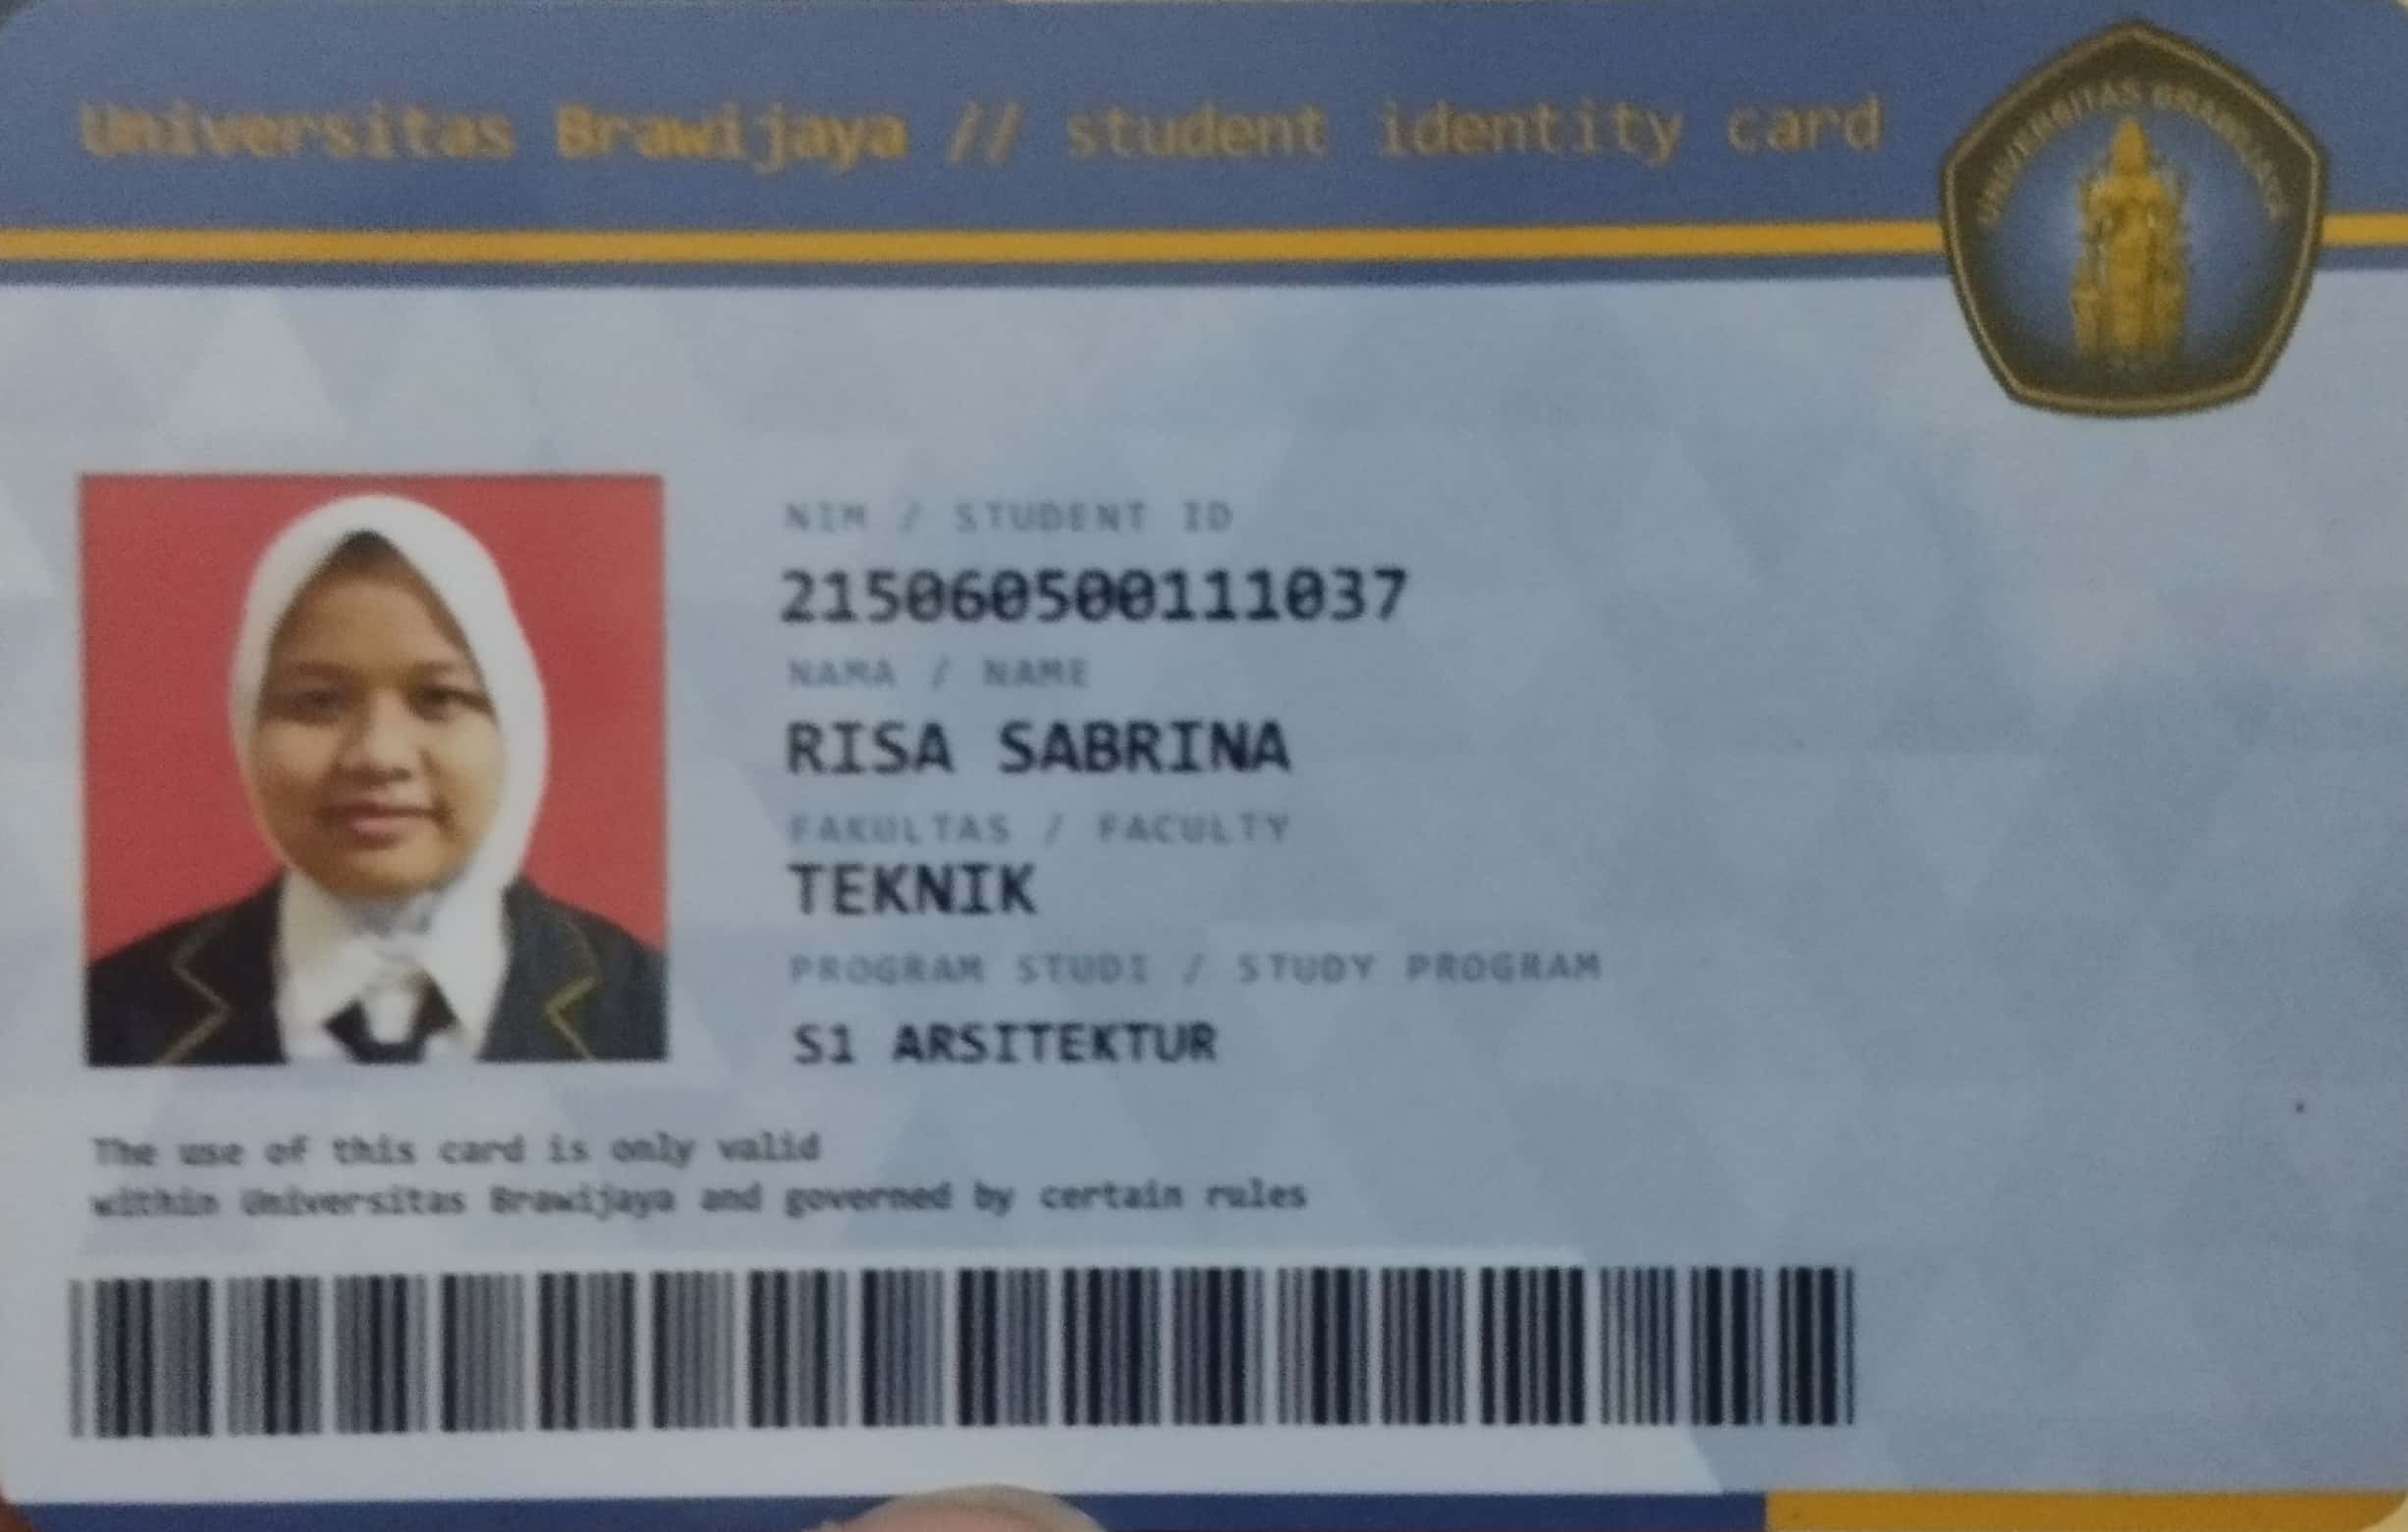 Universitas Brawijaya // student identity card
UNIVERSITAS BRAWIJAYA
NIM / STUDENT ID
215060500111037
NAMA / NAME
RISA SABRINA
FAKULTAS / FACULTY
TEKNIK
PROGRAM STUDI / STUDY PROGRAM
S1 ARSITEKTUR
The use of this card is only valid
within Universitas Brawijaya and governed by certain rules